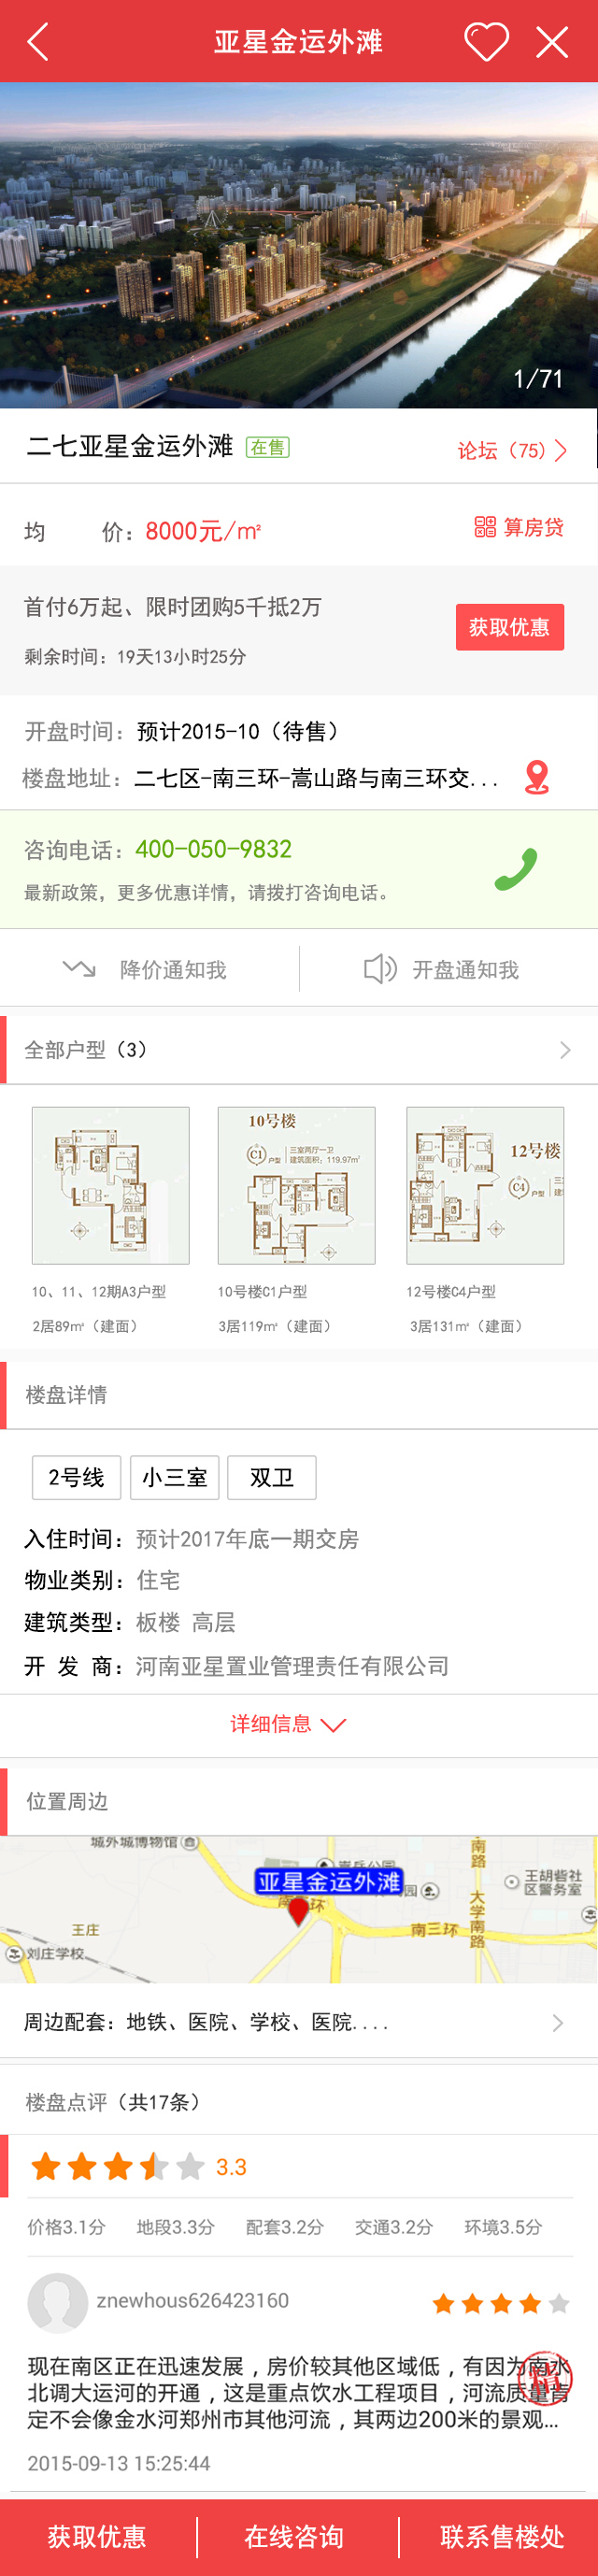 亚星金运外滩
1/71
二七亚星金运外滩 在售 论坛（75）
均 价：8000元/㎡ 算房贷
首付6万起、限时团购5千抵2万
获取优惠
剩余时间：19天13小时25分
开盘时间：预计2015-10（待售）
楼盘地址：二七区-南三环-嵩山路与南三环交...
咨询电话：400-050-9832
最新政策，更多优惠详情，请拨打咨询电话。
降价通知我 开盘通知我
全部户型（3）
10号楼
C1 户型 三室两厅一卫
建筑面积：119.97㎡
12号楼
C4 户型
10、11、12期A3户型 10号楼C1户型 12号楼C4户型
2居89㎡（建面） 3居119㎡（建面） 3居131㎡（建面）
楼盘详情
2号线 小三室 双卫
入住时间：预计2017年底一期交房
物业类别：住宅
建筑类型：板楼 高层
开 发 商：河南亚星置业管理责任有限公司
详细信息
位置周边
城外城博物馆
亚星金运外滩
王胡砦社
区警务室
大学南路
南三环
王庄
刘庄学校
周边配套：地铁、医院、学校、医院....
楼盘点评（共17条）
3.3
价格3.1分 地段3.3分 配套3.2分 交通3.2分 环境3.5分
znewhous626423160
现在南区正在迅速发展，房价较其他区域低，有因为南水
北调大运河的开通，这是重点饮水工程项目，河流质量肯
定不会像金水河郑州市其他河流，其两边200米的景观...
2015-09-13 15:25:44
获取优惠 在线咨询 联系售楼处